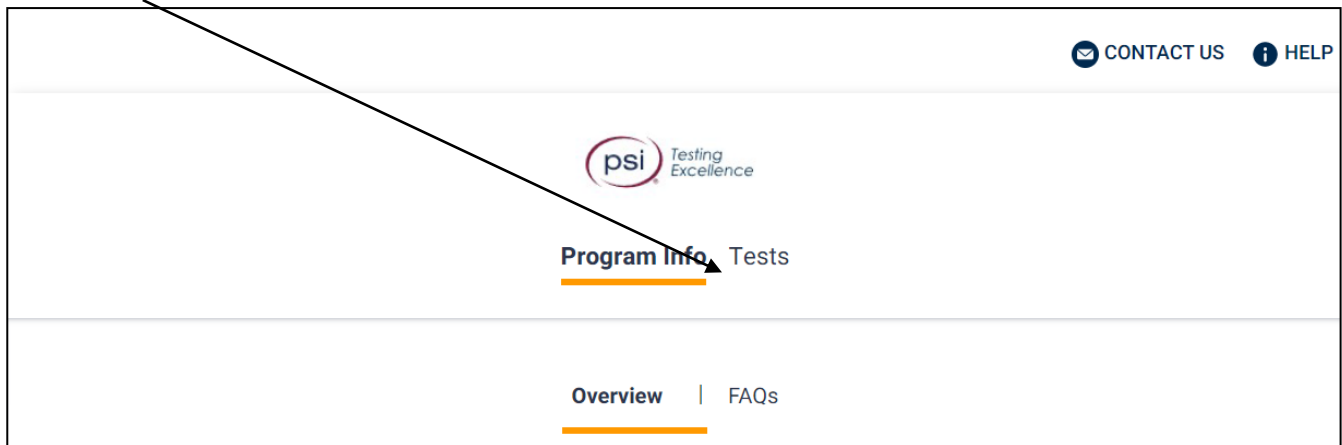 CONTACT US HELP
psi Testing
Excellence
Program Info Tests
Overview | FAQs